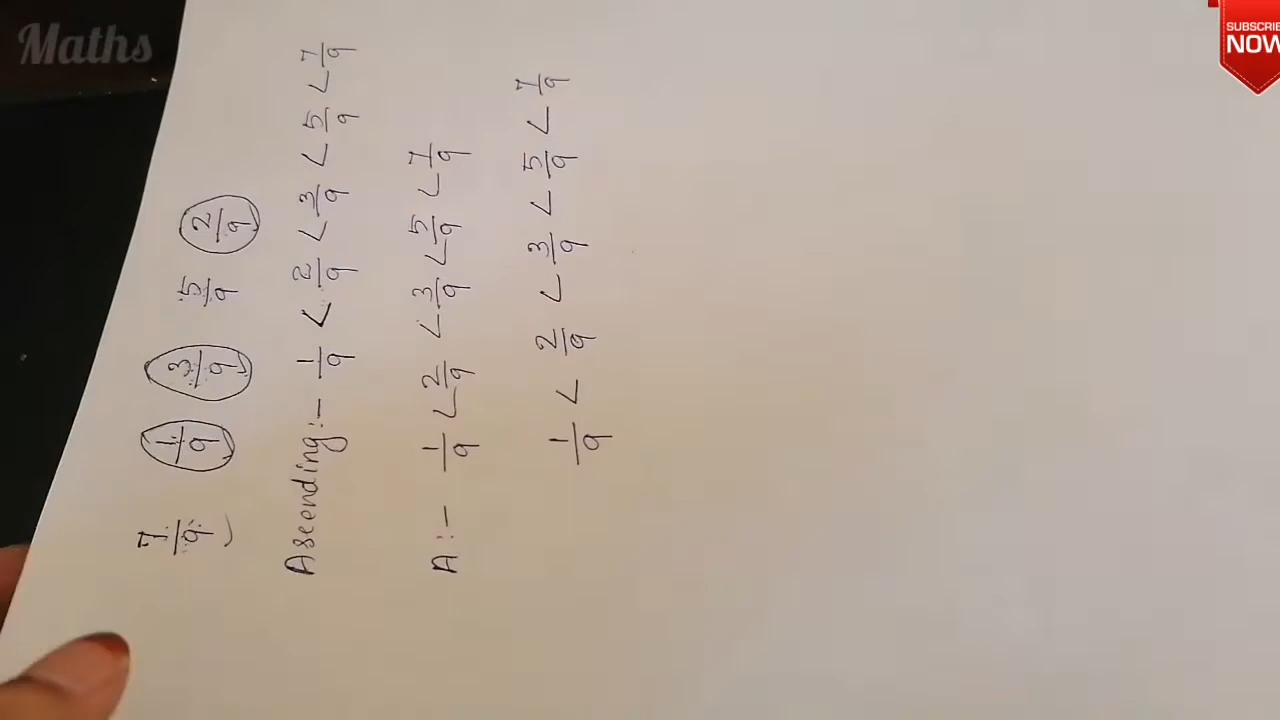 Maths
SUBSCRIBE
NOW
7/9 1/9 3/9 5/9 2/9
Ascending:- 1/9 < 2/9 < 3/9 < 5/9 < 7/9
A:- 1/9 < 2/9 < 3/9 < 5/9 < 7/9
1/9 < 2/9 < 3/9 < 5/9 < 7/9